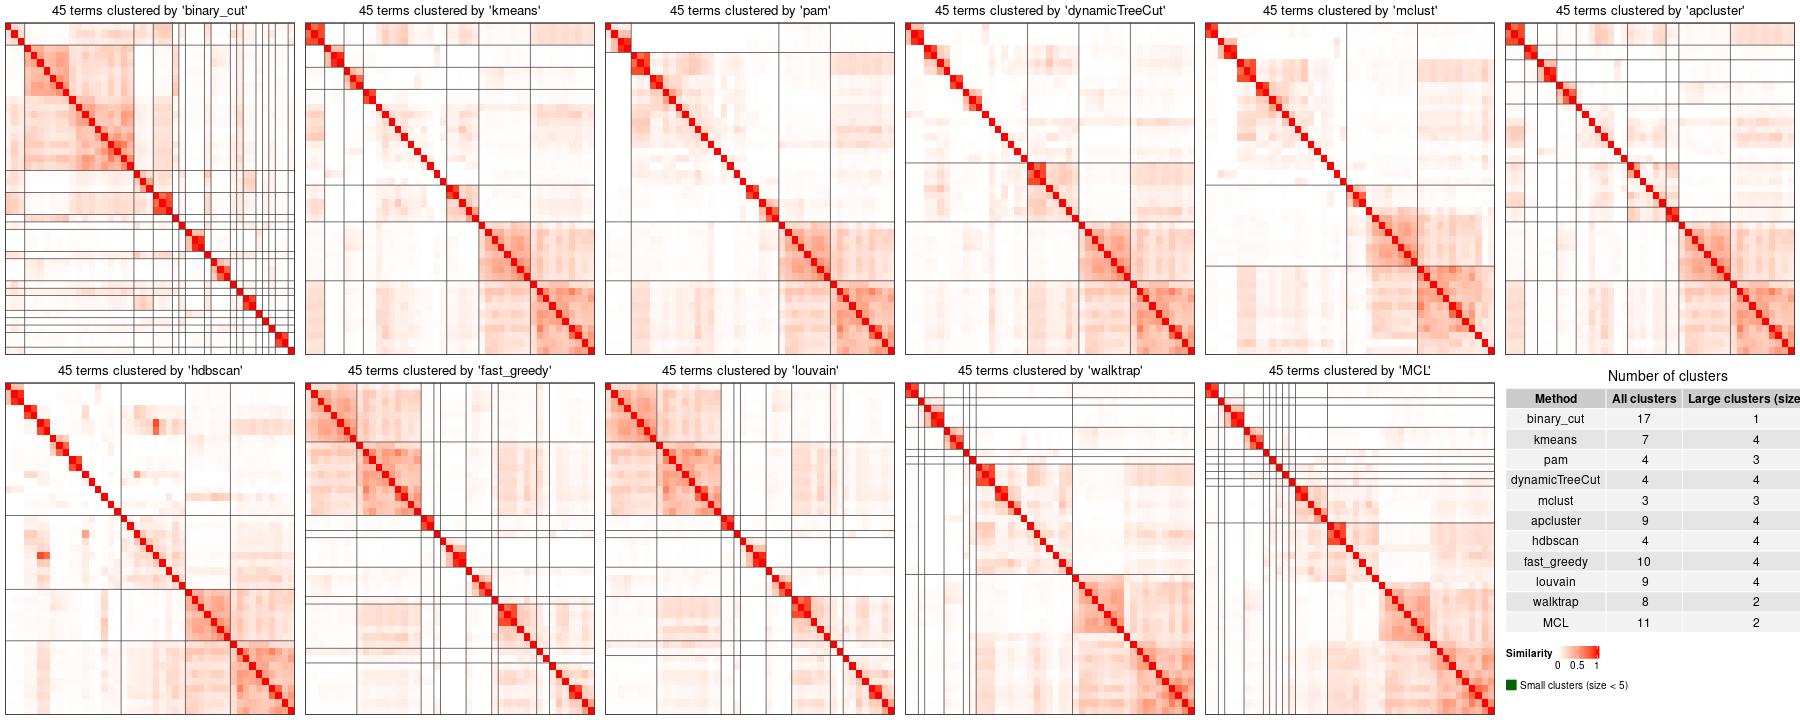 45 terms clustered by 'binary_cut'
45 terms clustered by 'kmeans'
45 terms clustered by 'pam'
45 terms clustered by 'dynamicTreeCut'
45 terms clustered by 'mclust'
45 terms clustered by 'apcluster'
45 terms clustered by 'hdbscan'
45 terms clustered by 'fast_greedy'
45 terms clustered by 'louvain'
45 terms clustered by 'walktrap'
45 terms clustered by 'MCL'
Number of clusters
Method All clusters Large clusters (size
binary_cut 17 1
kmeans 7 4
pam 4 3
dynamicTreeCut 4 4
mclust 3 3
apcluster 9 4
hdbscan 4 4
fast_greedy 10 4
louvain 9 4
walktrap 8 2
MCL 11 2
Similarity
0 0.5 1
Small clusters (size < 5)